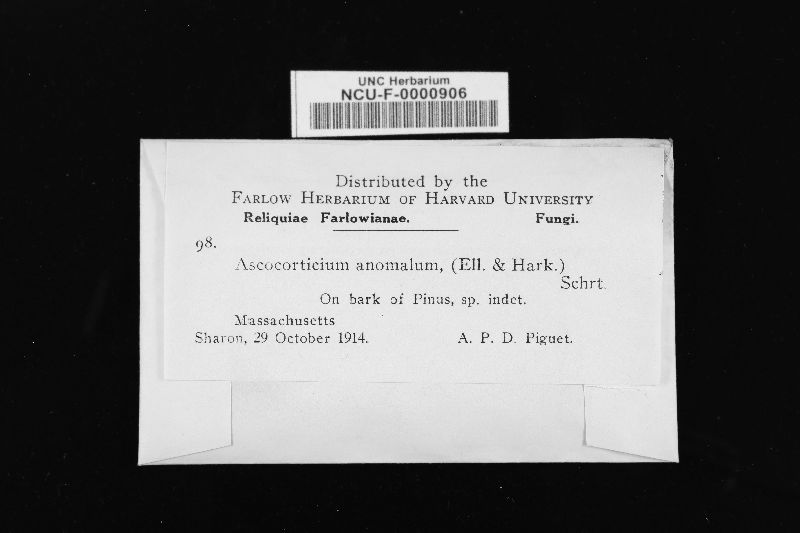 UNC Herbarium
NCU-F-0000906
Distributed by the
FARLOW HERBARIUM OF HARVARD UNIVERSITY
Reliquiae Farlowianae. Fungi.
98.
Ascocorticium anomalum, (Ell. & Hark.)
Schrt.
On bark of Pinus, sp. indet.
Massachusetts
Sharon, 29 October 1914. A. P. D. Piguet.